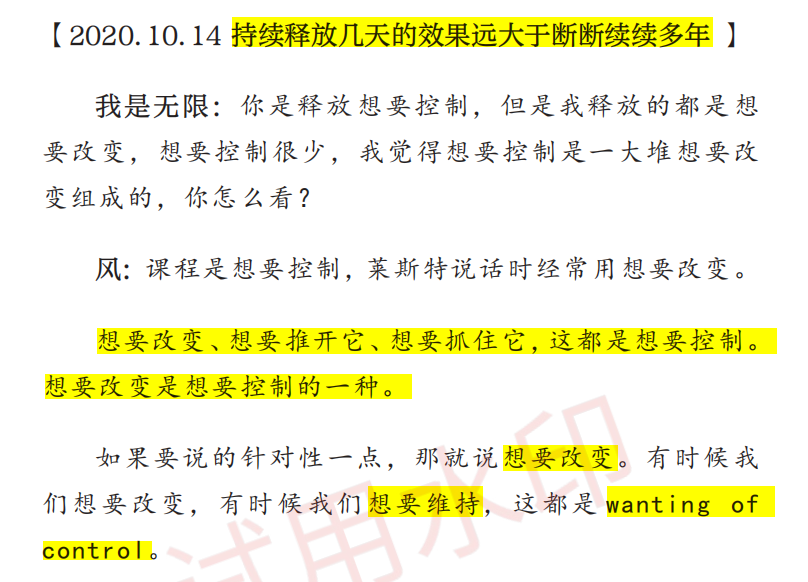 【 2020.10.14 持续释放几天的效果远大于断断续续多年 】
我是无限：你是释放想要控制，但是我释放的都是想
要改变，想要控制很少，我觉得想要控制是一大堆想要改
变组成的，你怎么看？
风：课程是想要控制，莱斯特说话时经常用想要改变。
想要改变、想要推开它、想要抓住它，这都是想要控制。
想要改变是想要控制的一种。
如果要说的针对性一点，那就说想要改变。有时候我
们想要改变，有时候我们想要维持，这都是 wanting of
control。
试用水印